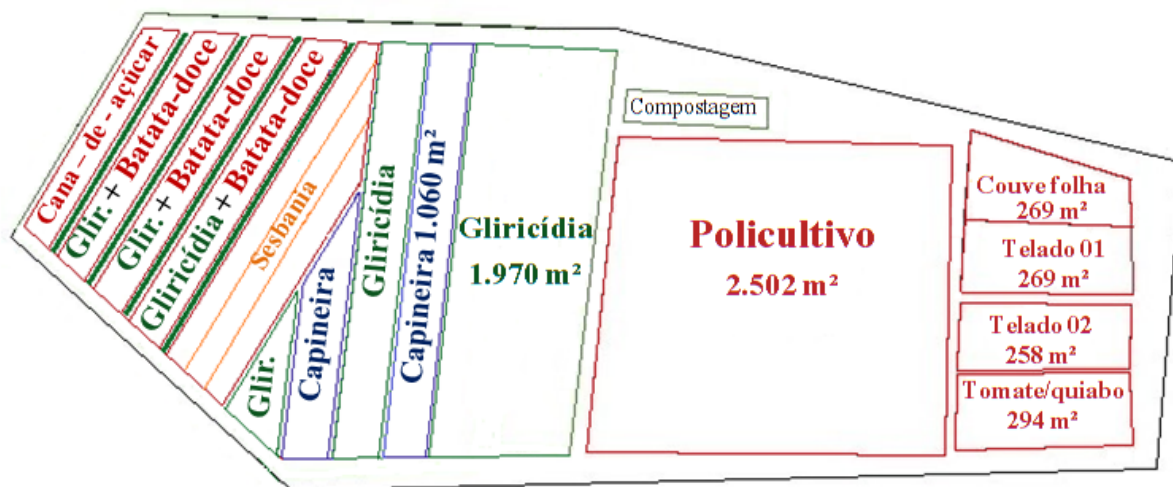 Cana – de - açúcar
Glir. + Batata-doce
Glir. + Batata-doce
Gliricídia + Batata-doce
Sesbania
Glir.
Capineira
Gliricídia
Capineira 1.060 m²
Gliricídia
1.970 m²
Compostagem
Policultivo
2.502 m²
Couve folha
269 m²
Telado 01
269 m²
Telado 02
258 m²
Tomate/quiabo
294 m²